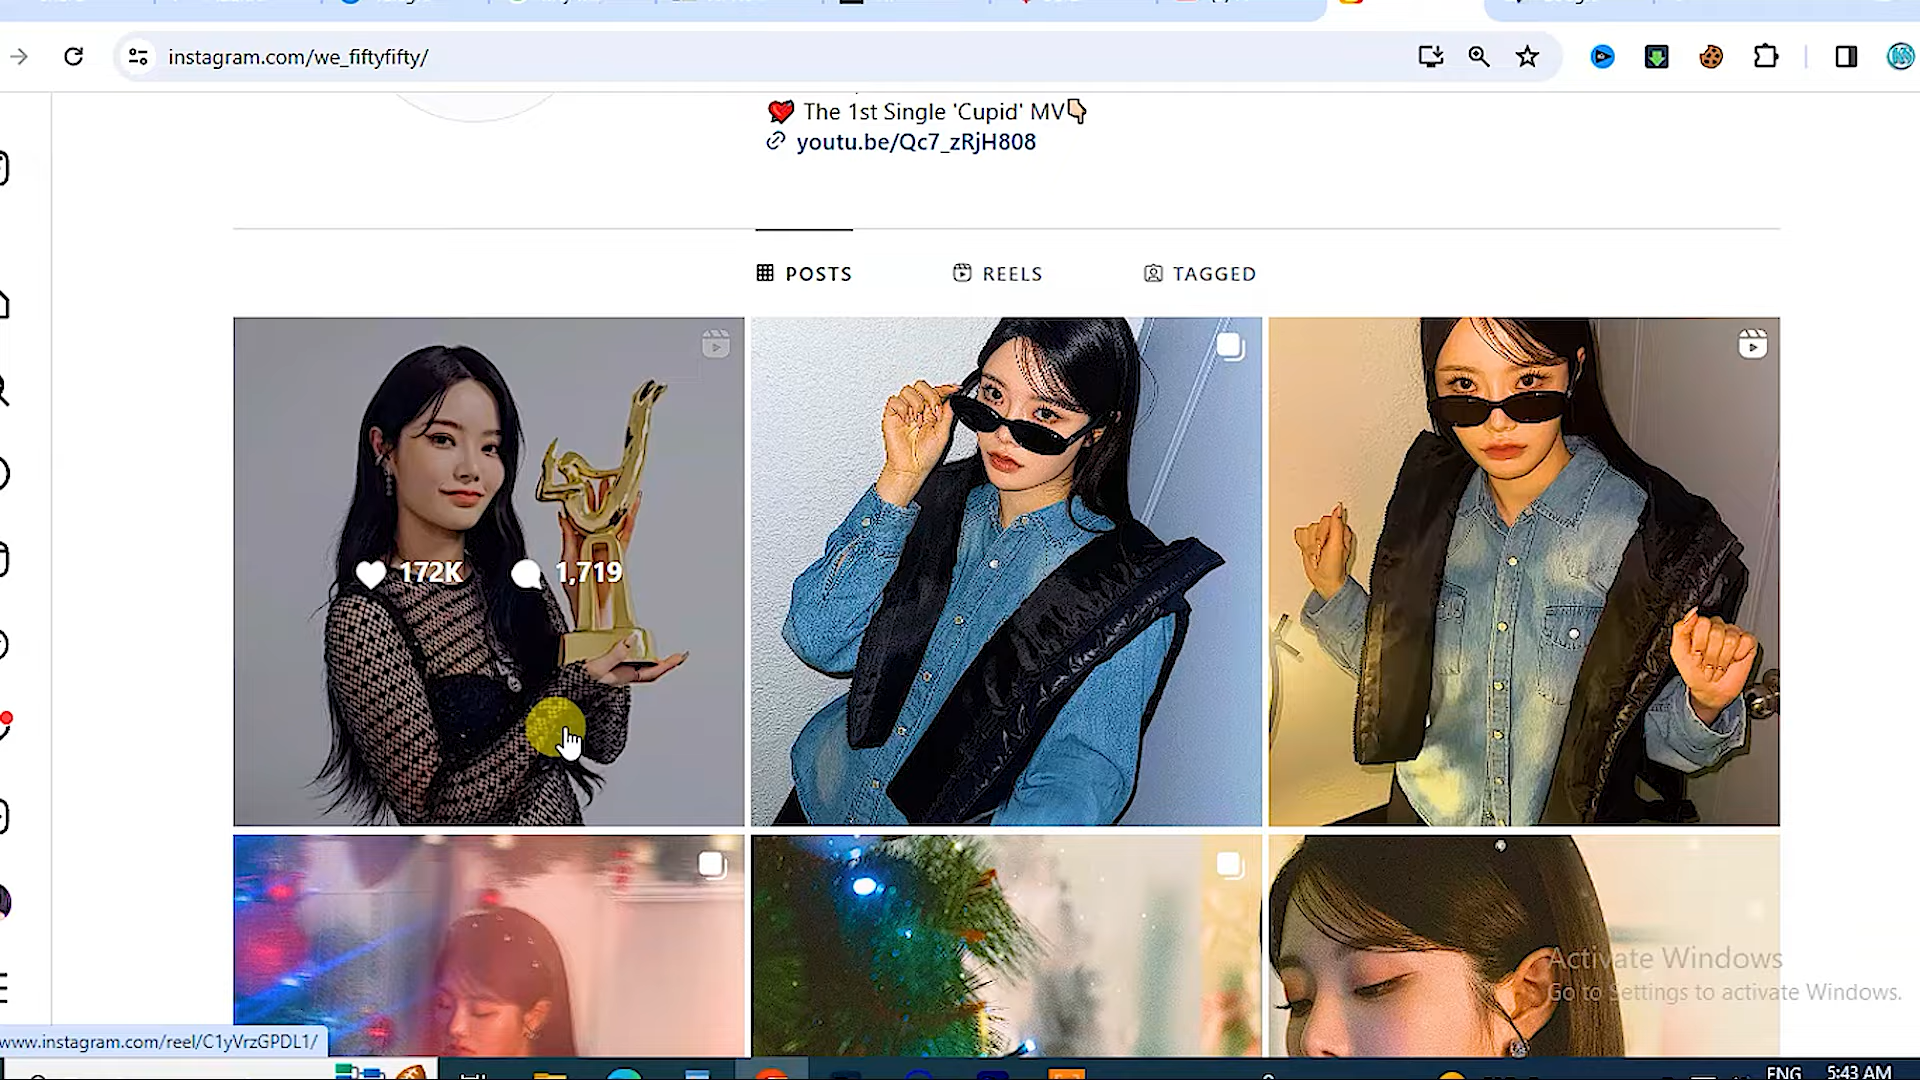 instagram.com/we_fiftyfifty/
The 1st Single 'Cupid' MV
youtu.be/Qc7_zRjH808
POSTS
REELS
TAGGED
172K
1,719
Activate Windows
Go to Settings to activate Windows.
www.instagram.com/reel/C1yVrzGPDL1/
ENG
5:43 AM